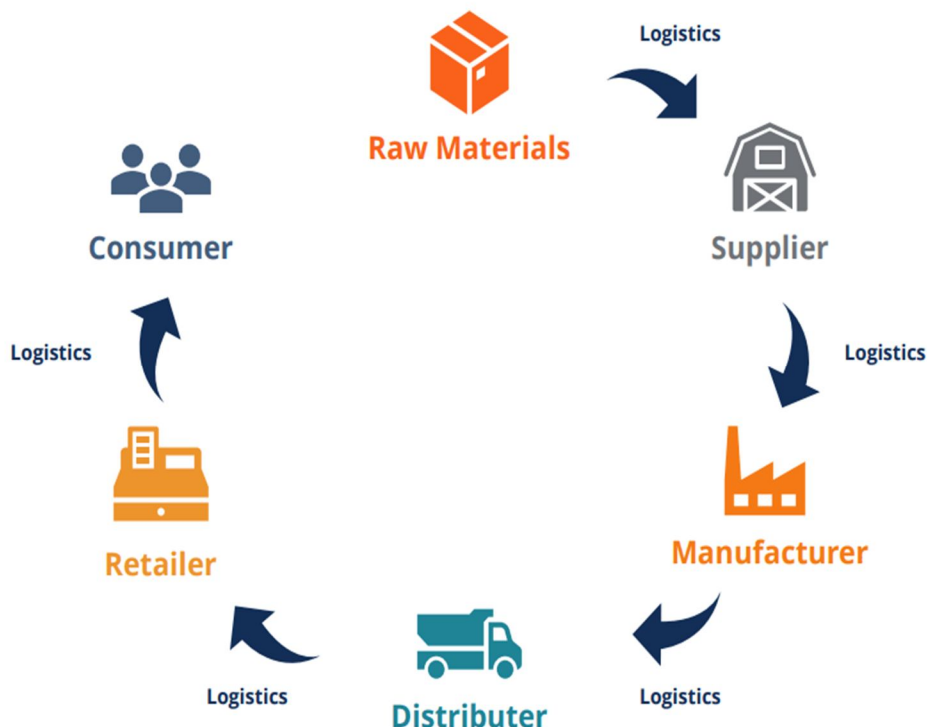 Logistics
Raw Materials
Supplier
Logistics
Manufacturer
Logistics
Distributer
Logistics
Retailer
Logistics
Consumer